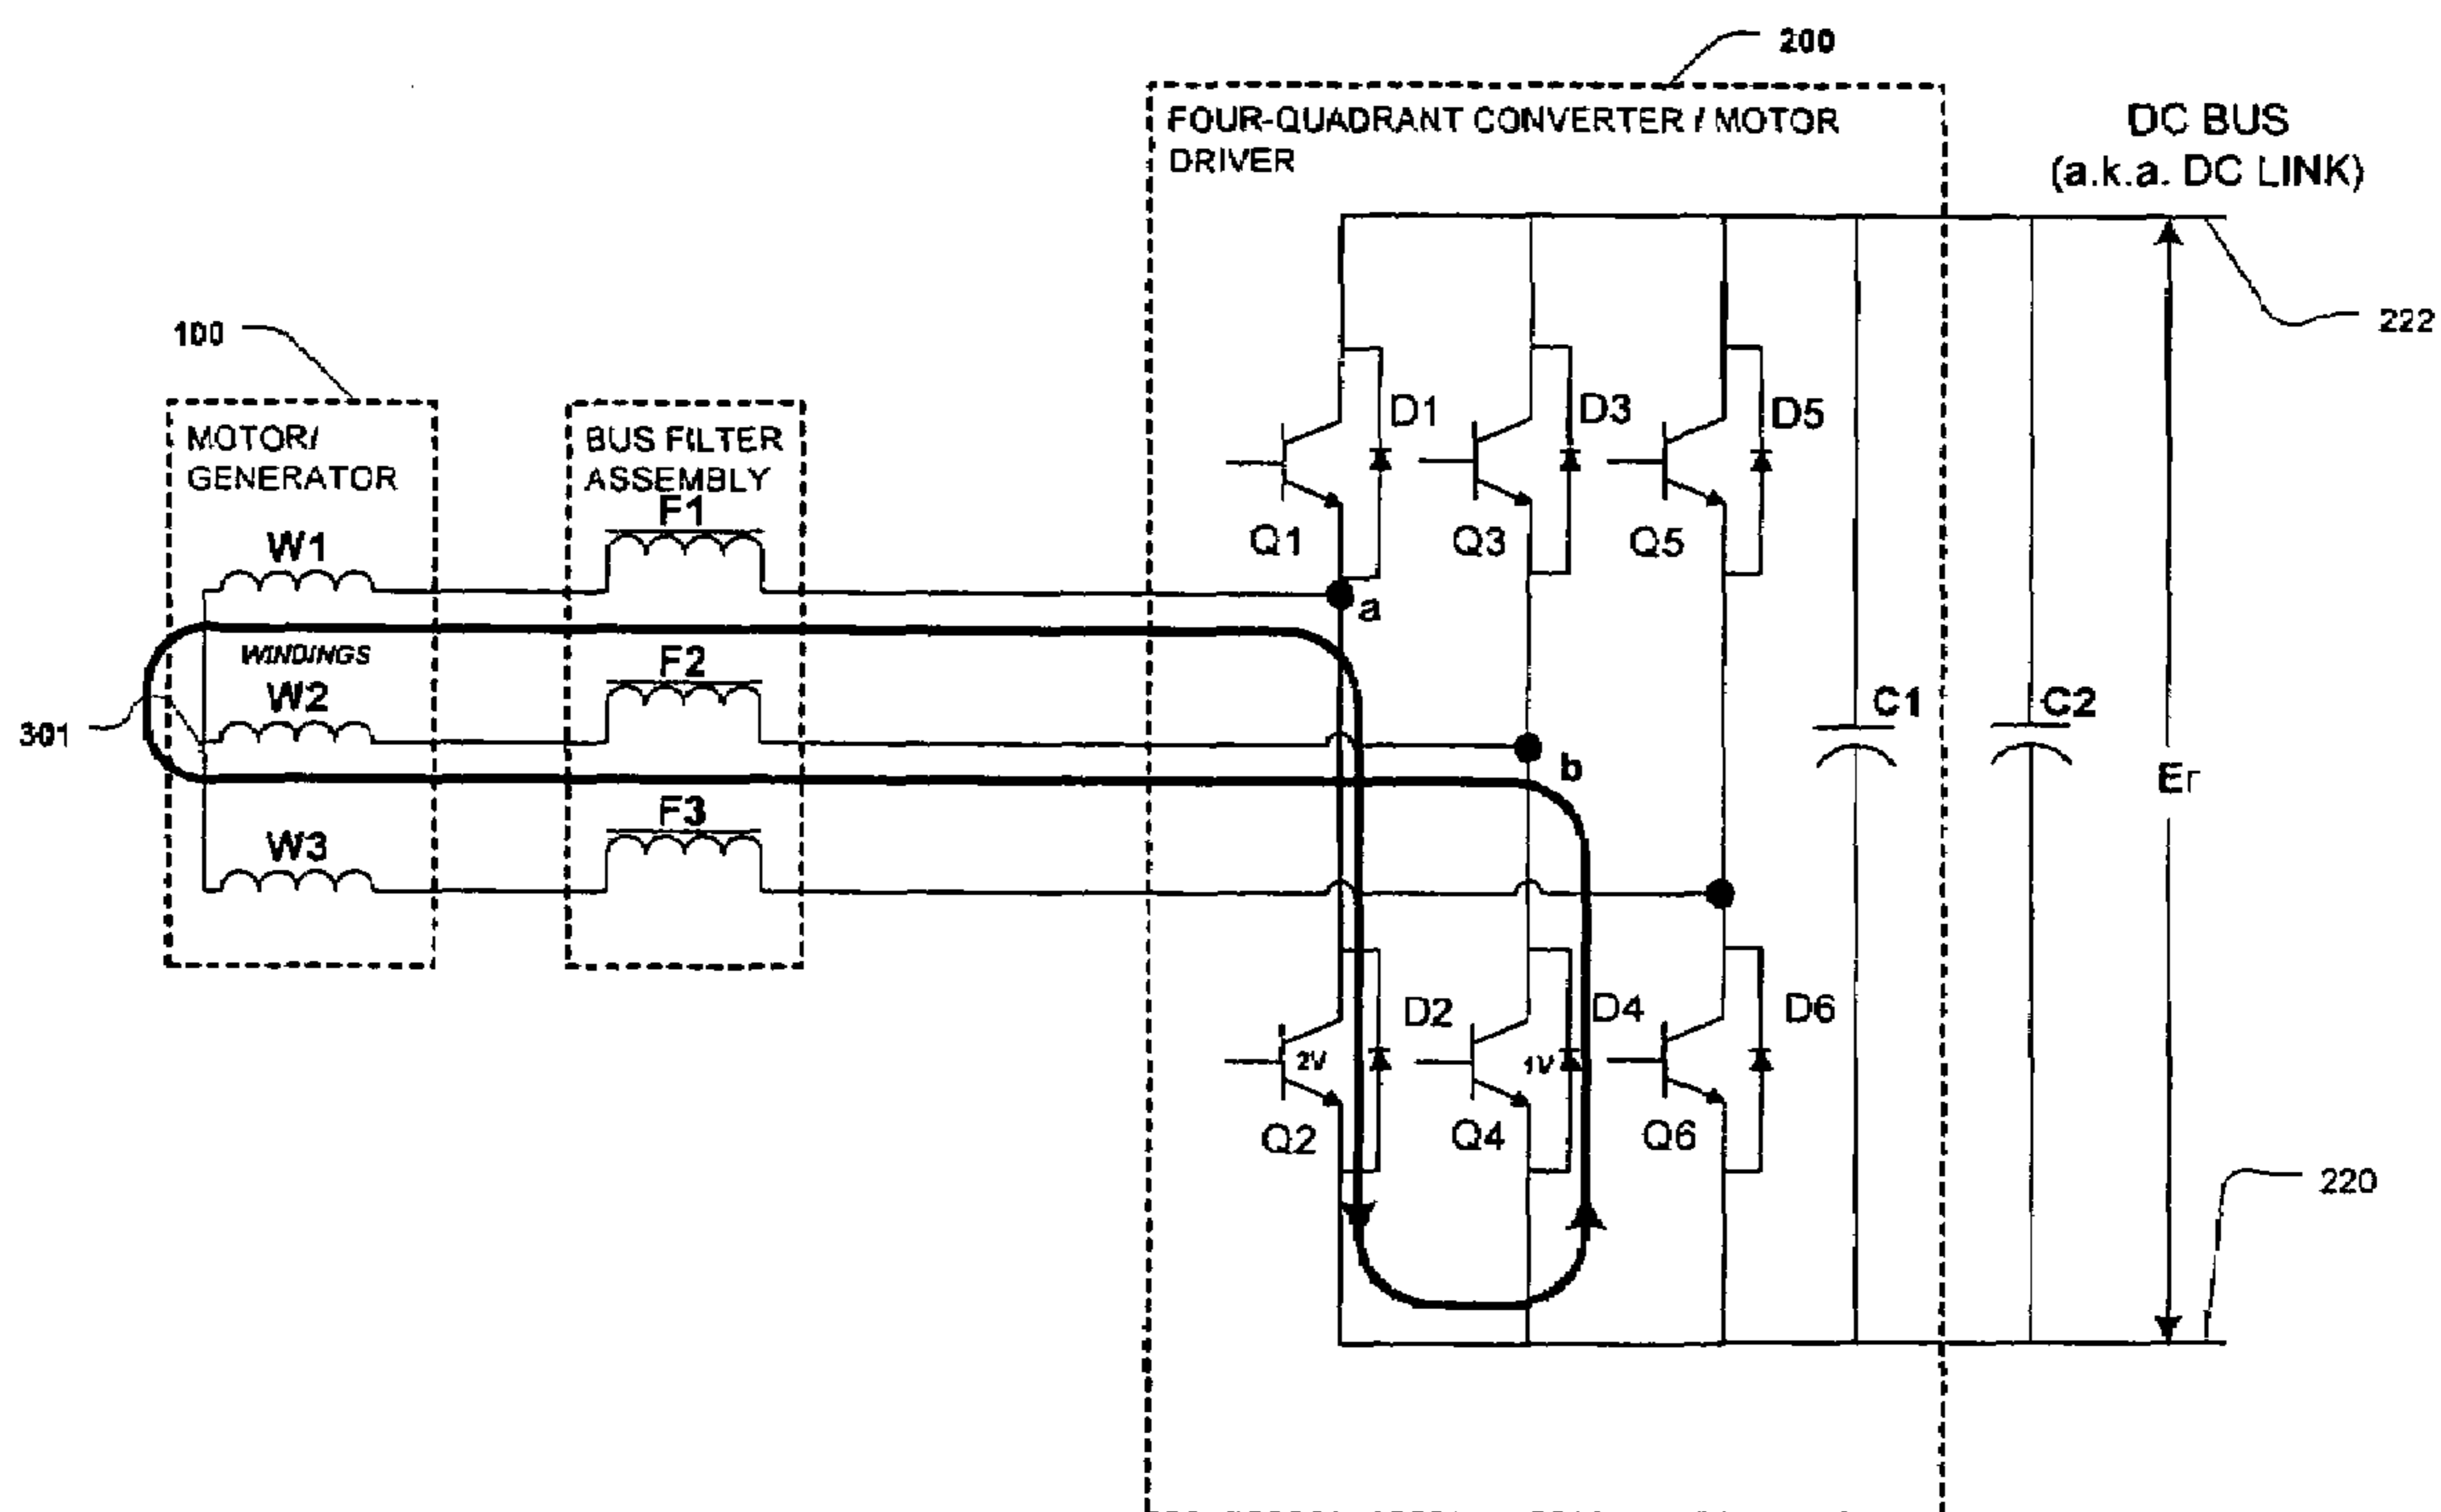 200
FOUR-QUADRANT CONVERTER / MOTOR
DRIVER
DC BUS
(a.k.a. DC LINK)
222
100
MOTOR/
GENERATOR
BUS FILTER
ASSEMBLY
D1
D3
D5
F1
W1
Q1
Q3
Q5
a
WINDINGS
F2
W2
301
b
C1
C2
Er
F3
W3
D2
D4
D6
2V
1V
Q2
Q4
Q6
220